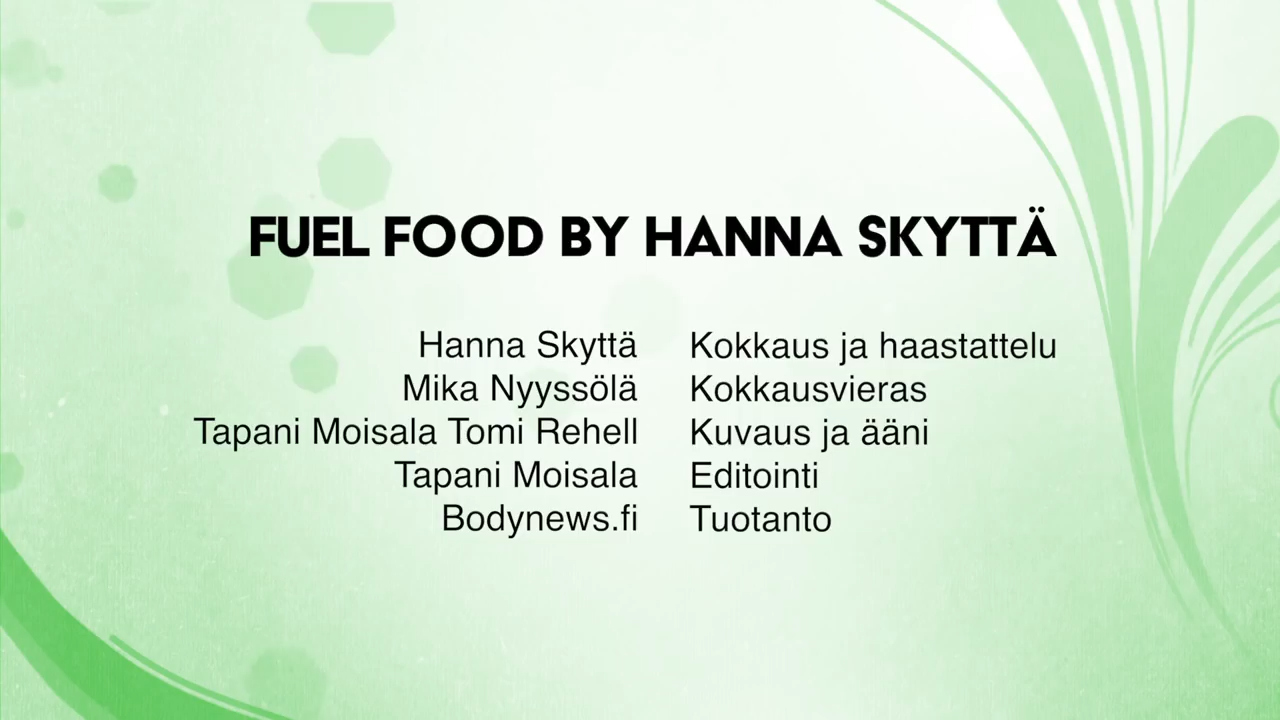 FUEL FOOD BY HANNA SKYTTÄ
Hanna Skyttä Kokkaus ja haastattelu
Mika Nyyssölä Kokkausvieras
Tapani Moisala Tomi Rehell Kuvaus ja ääni
Tapani Moisala Editointi
Bodynews.fi Tuotanto